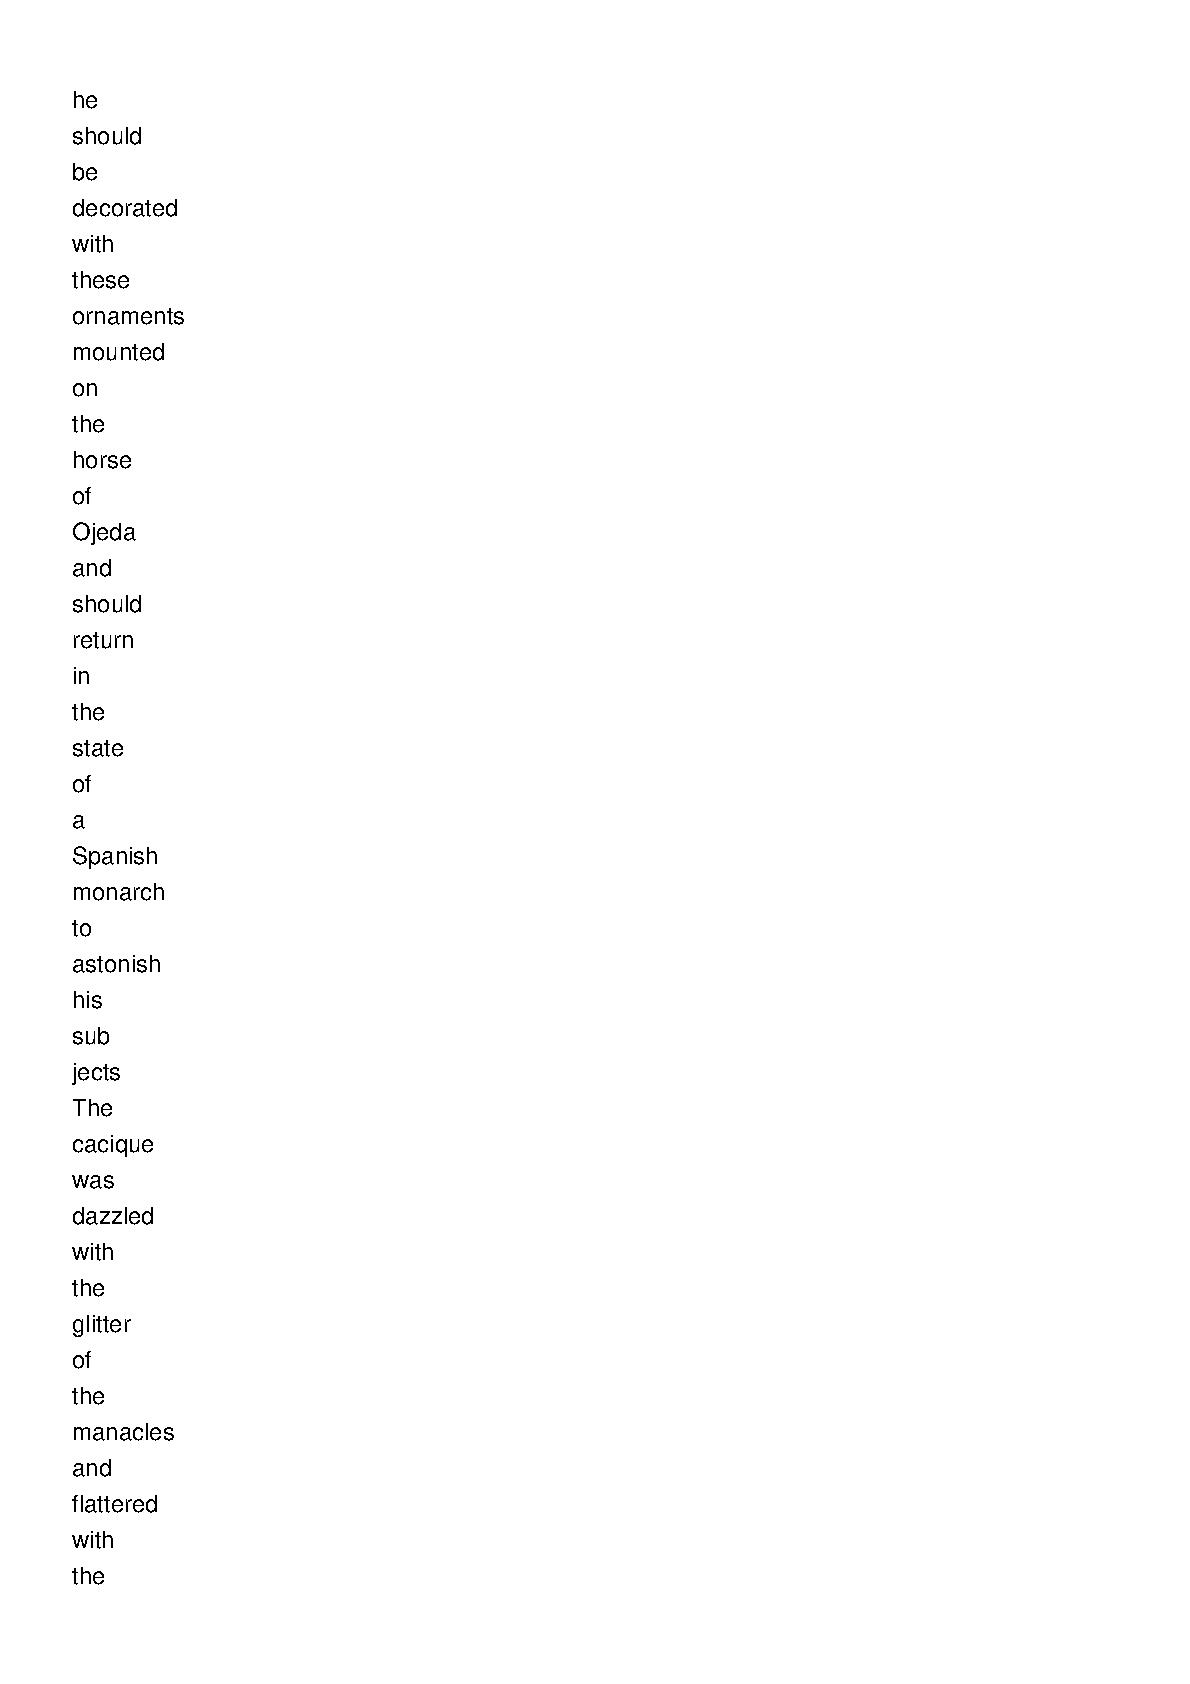 he
should
be
decorated
with
these
ornaments
mounted
on
the
horse
of
Ojeda
and
should
return
in
the
state
of
a
Spanish
monarch
to
astonish
his
sub
jects
The
cacique
was
dazzled
with
the
glitter
of
the
manacles
and
flattered
with
the